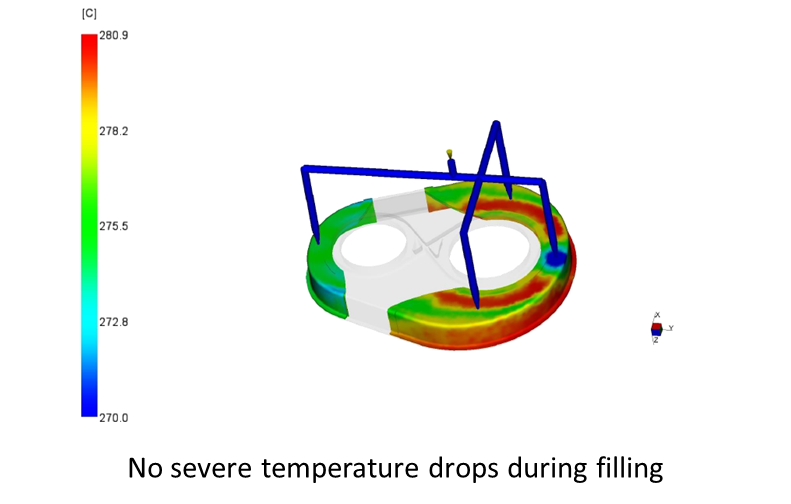 [C]
280.9
278.2
275.5
272.8
270.0
X
Y
Z
No severe temperature drops during filling